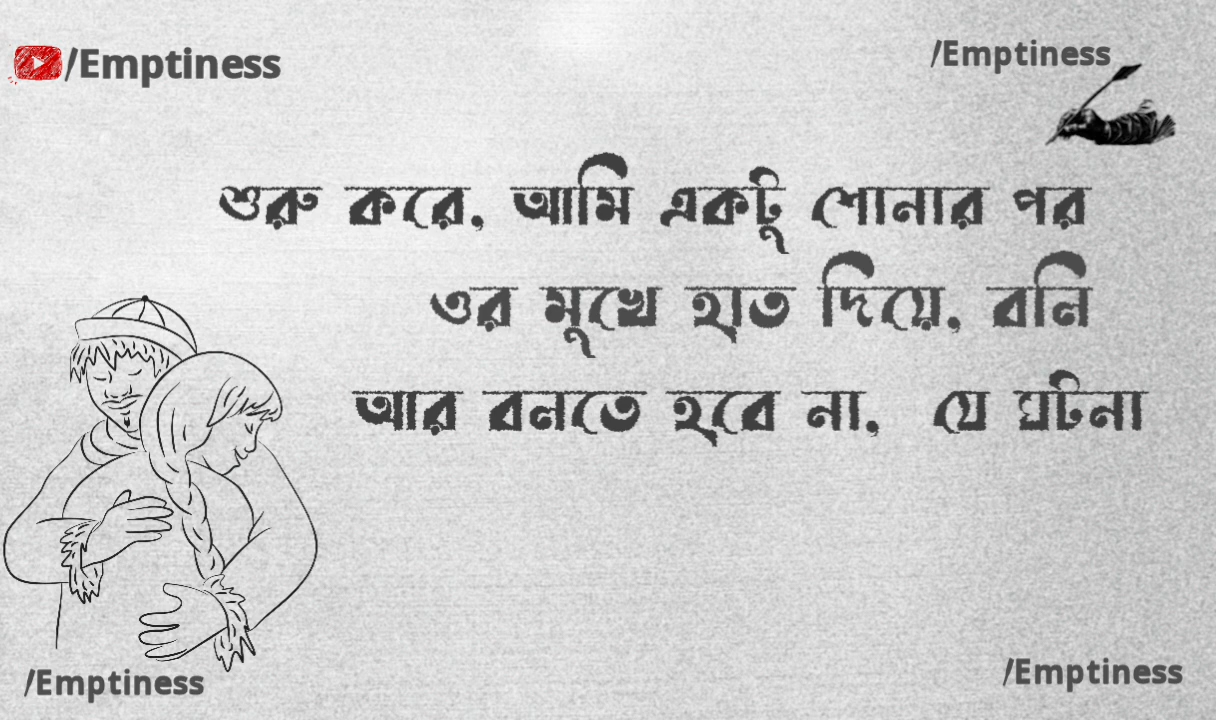 /Emptiness
/Emptiness
শুরু করে, আমি একটু শোনার পর
ওর মুখে হাত দিয়ে, বলি
আর বলতে হবে না, যে ঘটনা
/Emptiness
/Emptiness